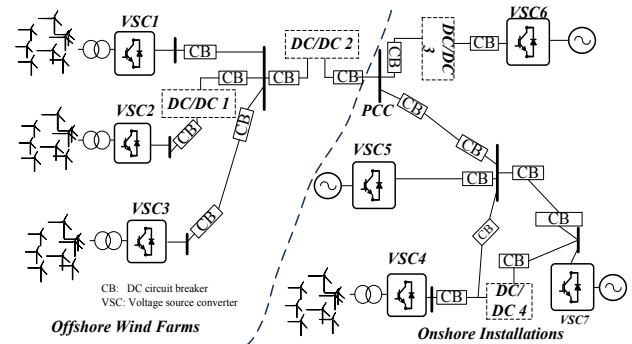 VSC1
CB
DC/DC 2
CB
CB
DC/DC 3
CB
VSC6
CB
CB
CB
DC/DC 1
VSC2
CB
PCC
CB
CB
CB
VSC5
CB
CB
CB
VSC3
CB
CB
VSC4
CB
CB
DC/
DC 4
VSC7
CB: DC circuit breaker
VSC: Voltage source converter
Offshore Wind Farms
Onshore Installations